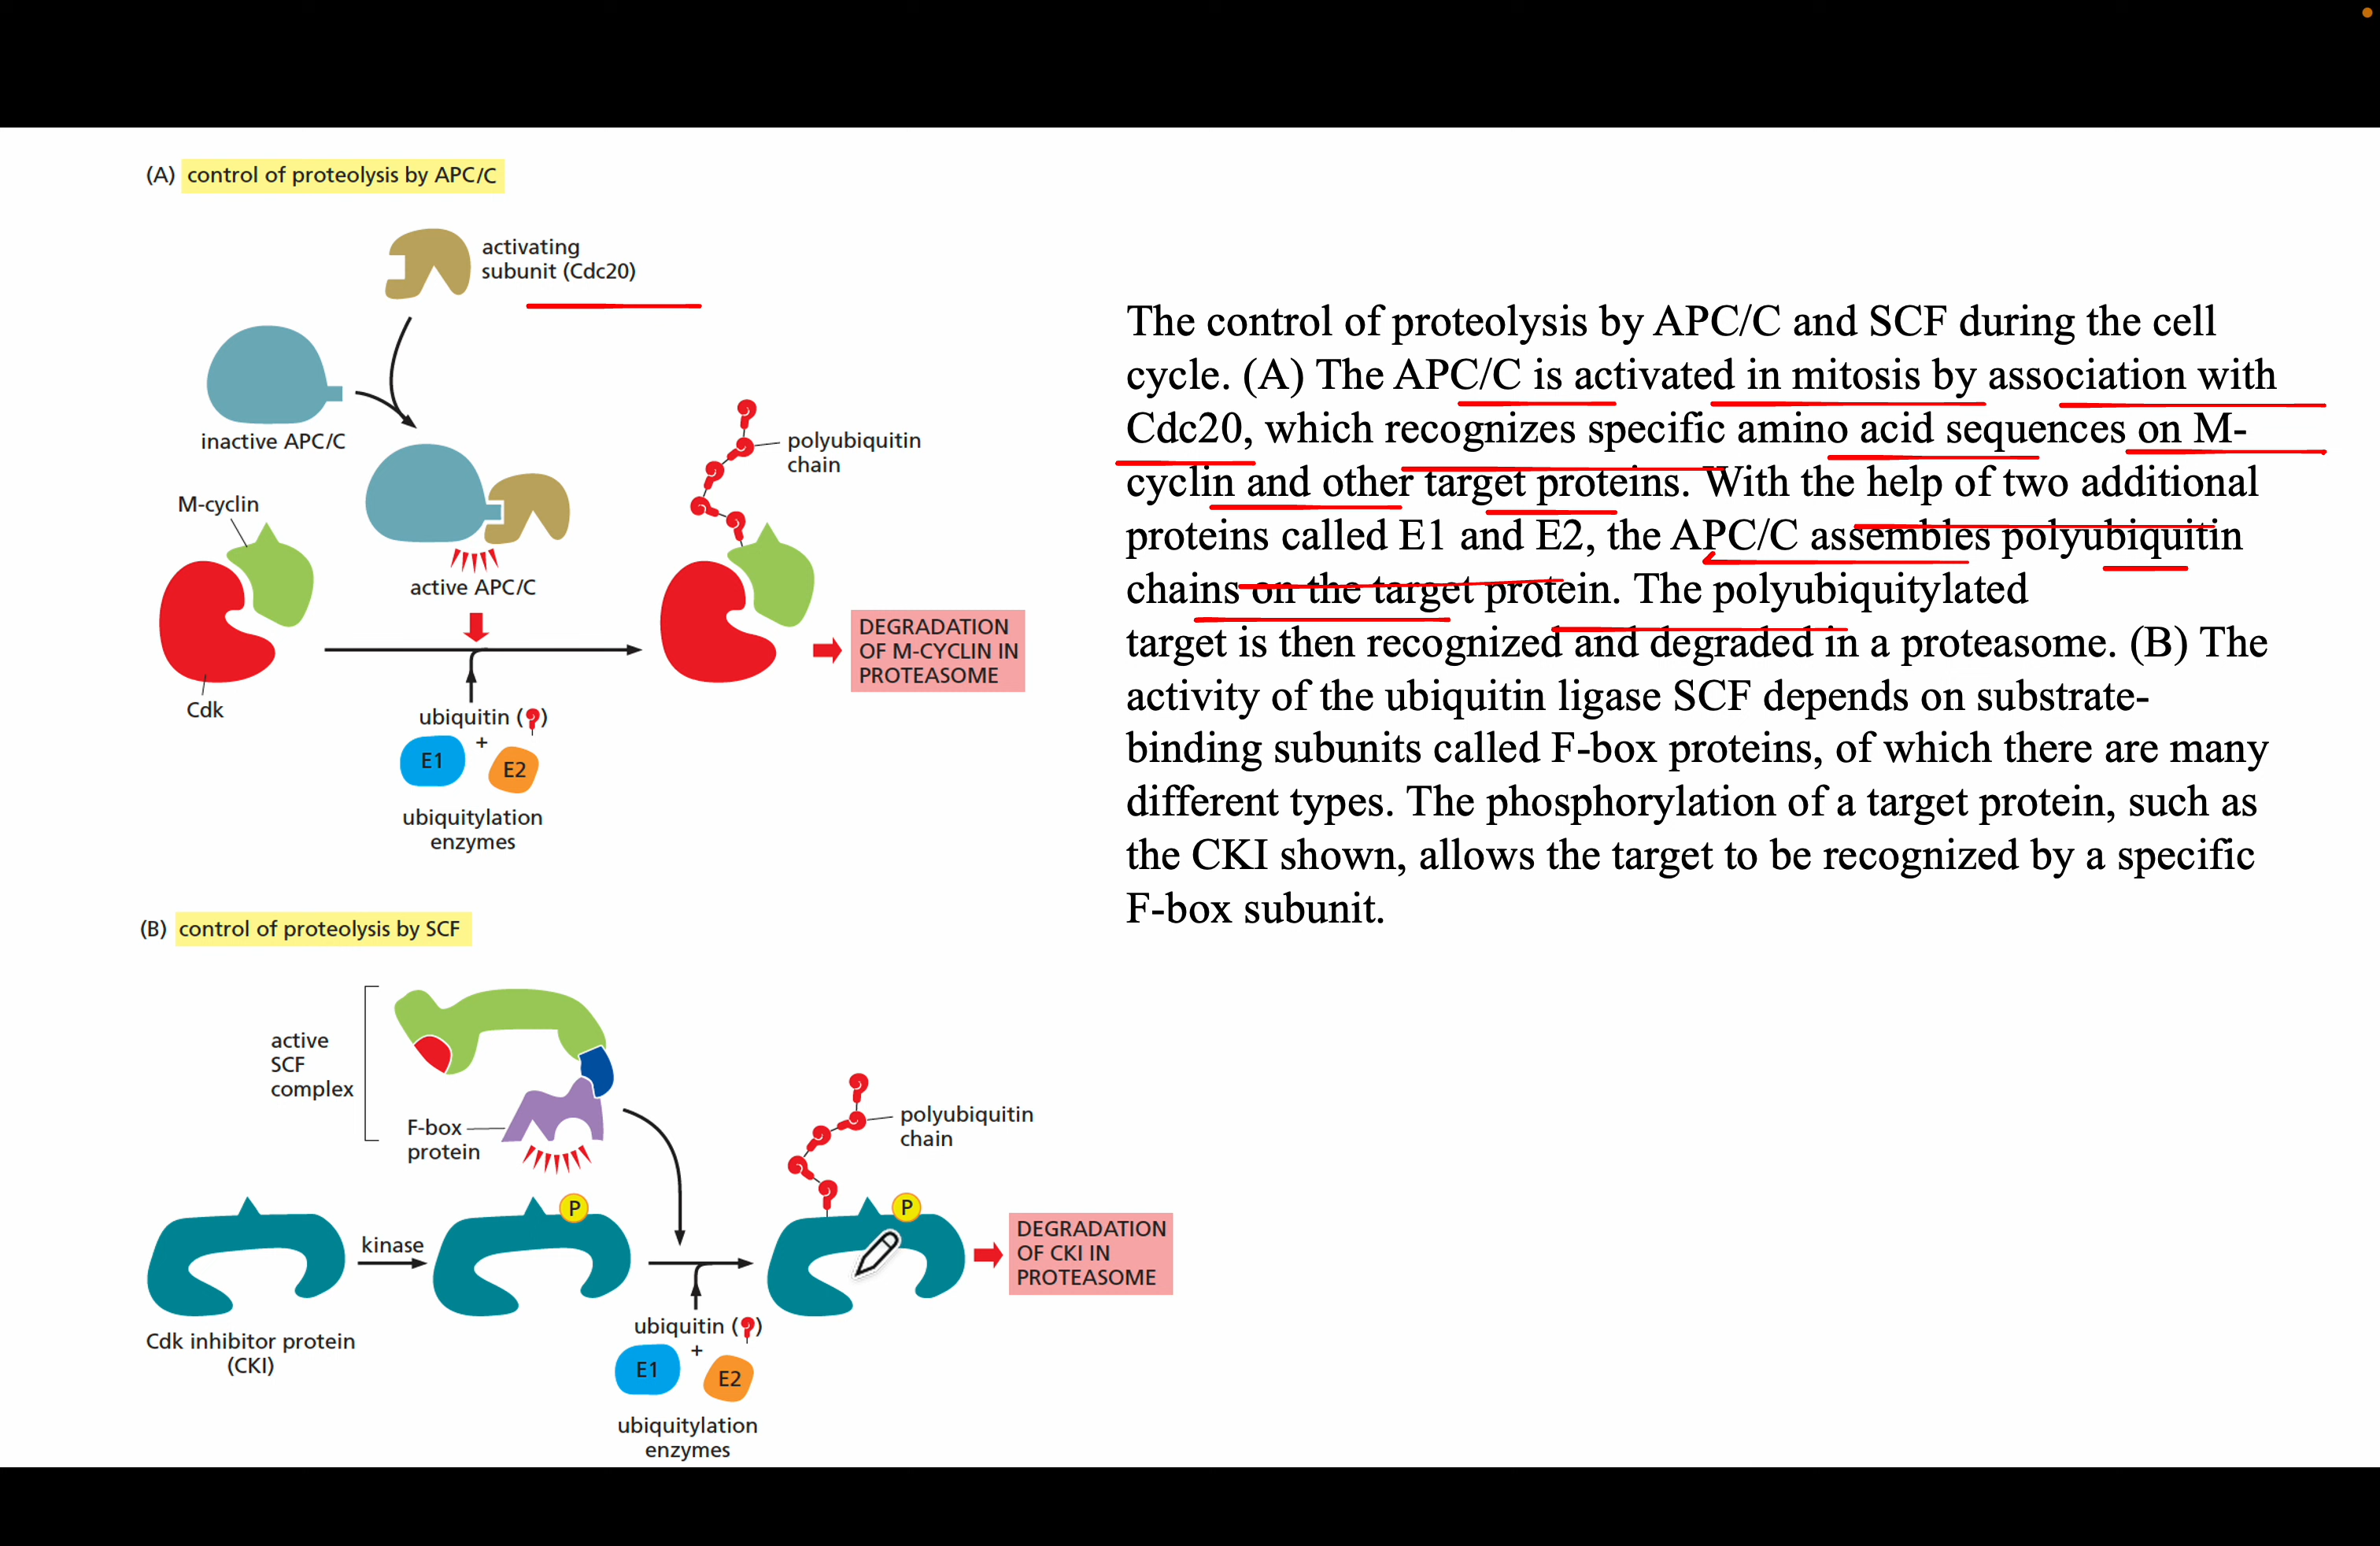 (A) control of proteolysis by APC/C
activating
subunit (Cdc20)
inactive APC/C
polyubiquitin
chain
M-cyclin
active APC/C
Cdk
DEGRADATION
OF M-CYCLIN IN
PROTEASOME
ubiquitin ( )
+
E1
E2
ubiquitylation
enzymes
(B) control of proteolysis by SCF
active
SCF
complex
F-box
protein
polyubiquitin
chain
P
P
kinase
DEGRADATION
OF CKI IN
PROTEASOME
Cdk inhibitor protein
(CKI)
ubiquitin ( )
+
E1
E2
ubiquitylation
enzymes
The control of proteolysis by APC/C and SCF during the cell
cycle. (A) The APC/C is activated in mitosis by association with
Cdc20, which recognizes specific amino acid sequences on M-
cyclin and other target proteins. With the help of two additional
proteins called E1 and E2, the APC/C assembles polyubiquitin
chains on the target protein. The polyubiquitylated
target is then recognized and degraded in a proteasome. (B) The
activity of the ubiquitin ligase SCF depends on substrate-
binding subunits called F-box proteins, of which there are many
different types. The phosphorylation of a target protein, such as
the CKI shown, allows the target to be recognized by a specific
F-box subunit.